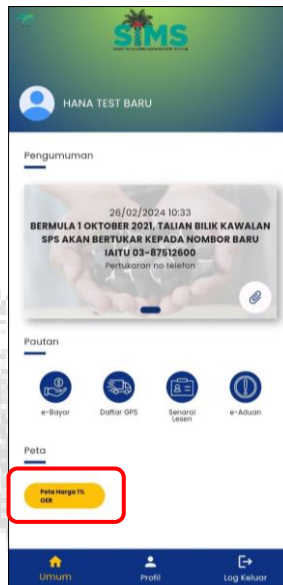 SIMS
HANA TEST BARU
Pengumuman
26/02/2024 10:33
BERMULA 1 OKTOBER 2021, TALIAN BILIK KAWALAN
SPS AKAN BERTUKAR KEPADA NOMBOR BARU
IAITU 03-87512600
Pertukaran no telefon
Pautan
e-Bayar
Daftar GPS
Senarai
Lesen
e-Aduan
Peta
Peta Harga 1%
OER
Umum
Profil
Log Keluar